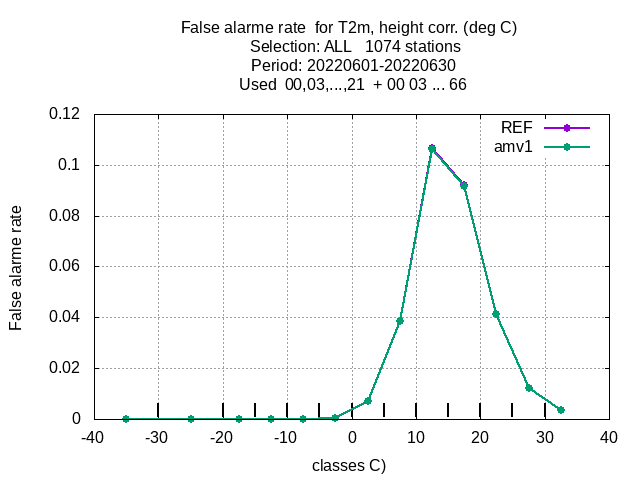 False alarme rate  for T2m, height corr. (deg C)
Selection: ALL   1074 stations
Period: 20220601-20220630
Used  00,03,...,21  + 00 03 ... 66
0.12
0.1
0.08
0.06
0.04
0.02
0
False alarme rate
REF
amv1
-40 -30 -20 -10 0 10 20 30 40
classes C)